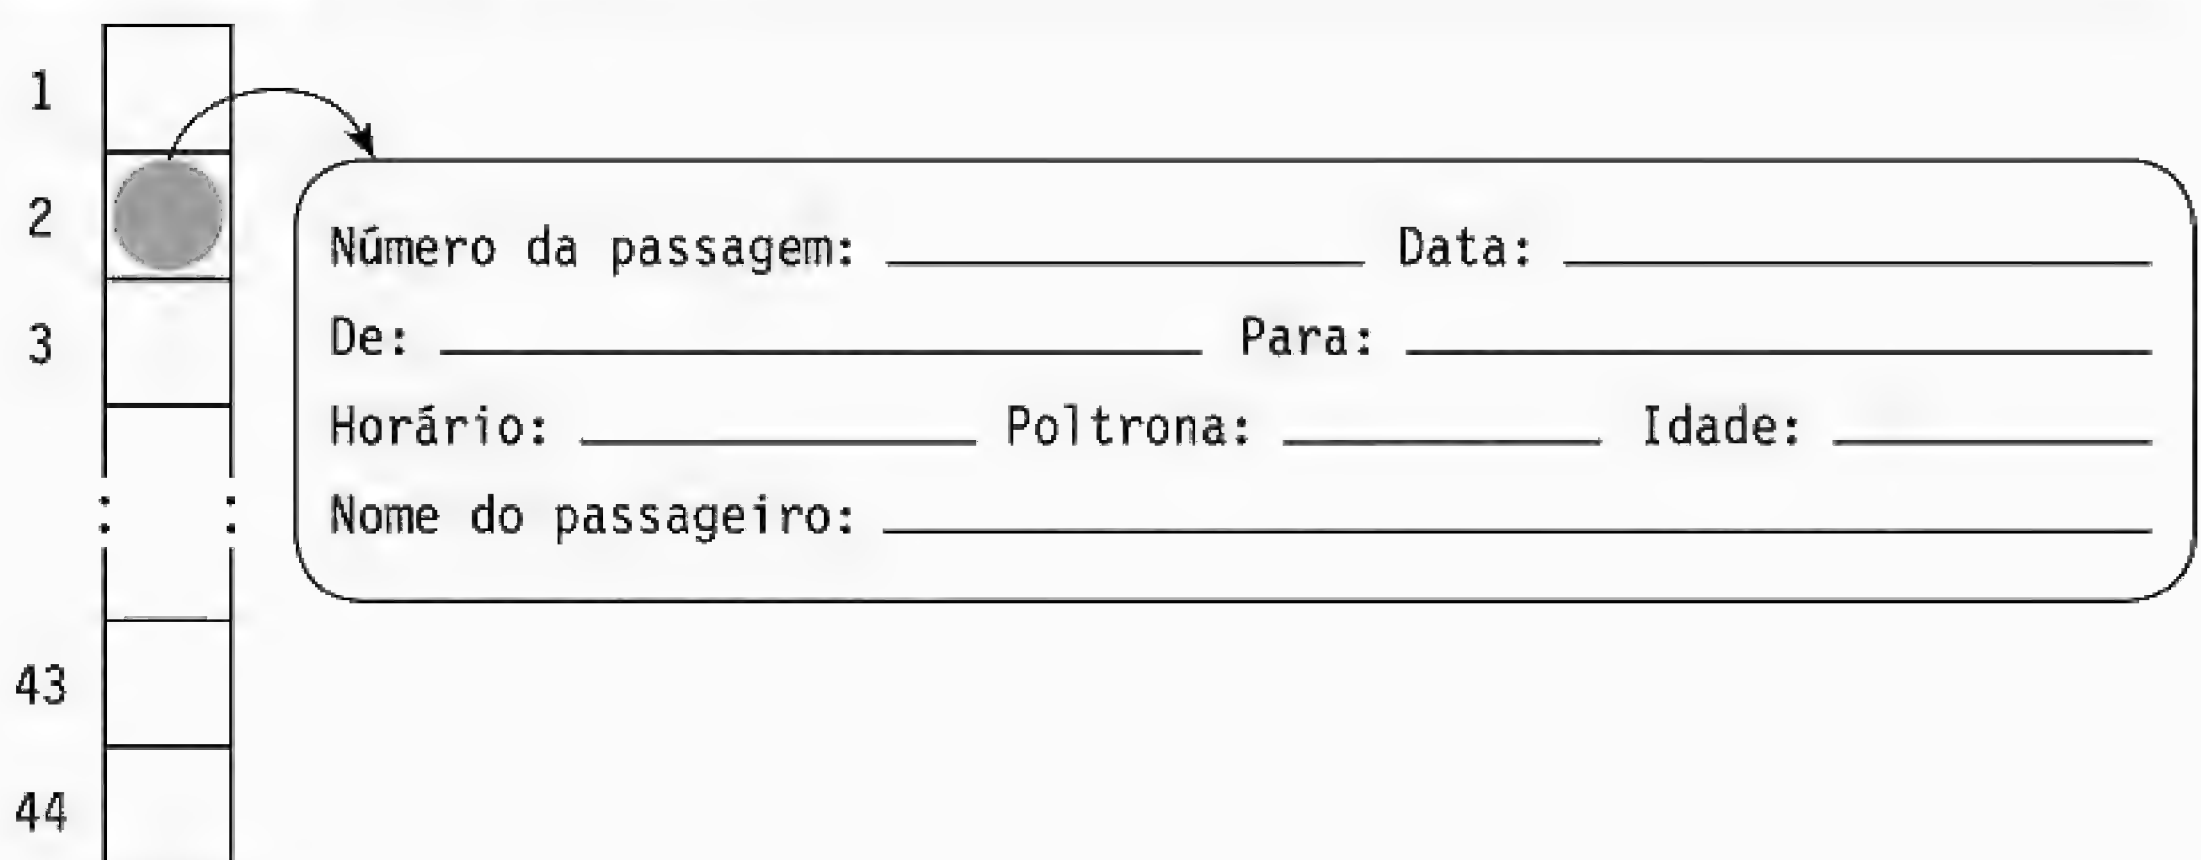 1
2
3
43
44
Número da passagem: Data:
De: Para:
Horário: Poltrona: Idade:
Nome do passageiro: